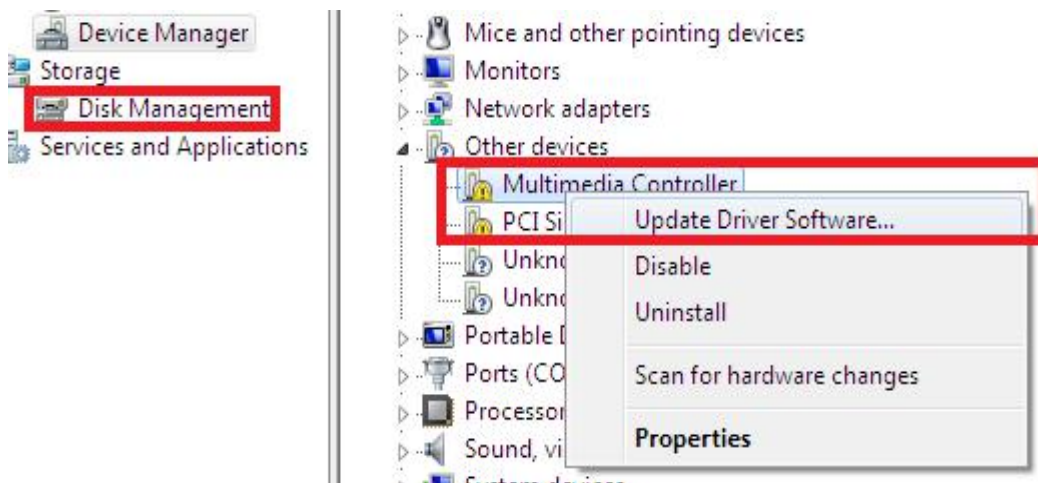 Device Manager
Storage
Disk Management
Services and Applications
Mice and other pointing devices
Monitors
Network adapters
Other devices
Multimedia Controller
PCI Si
Unkno
Unkno
Portable
Ports (CO
Processor
Sound, vi
System devices
Update Driver Software...
Disable
Uninstall
Scan for hardware changes
Properties